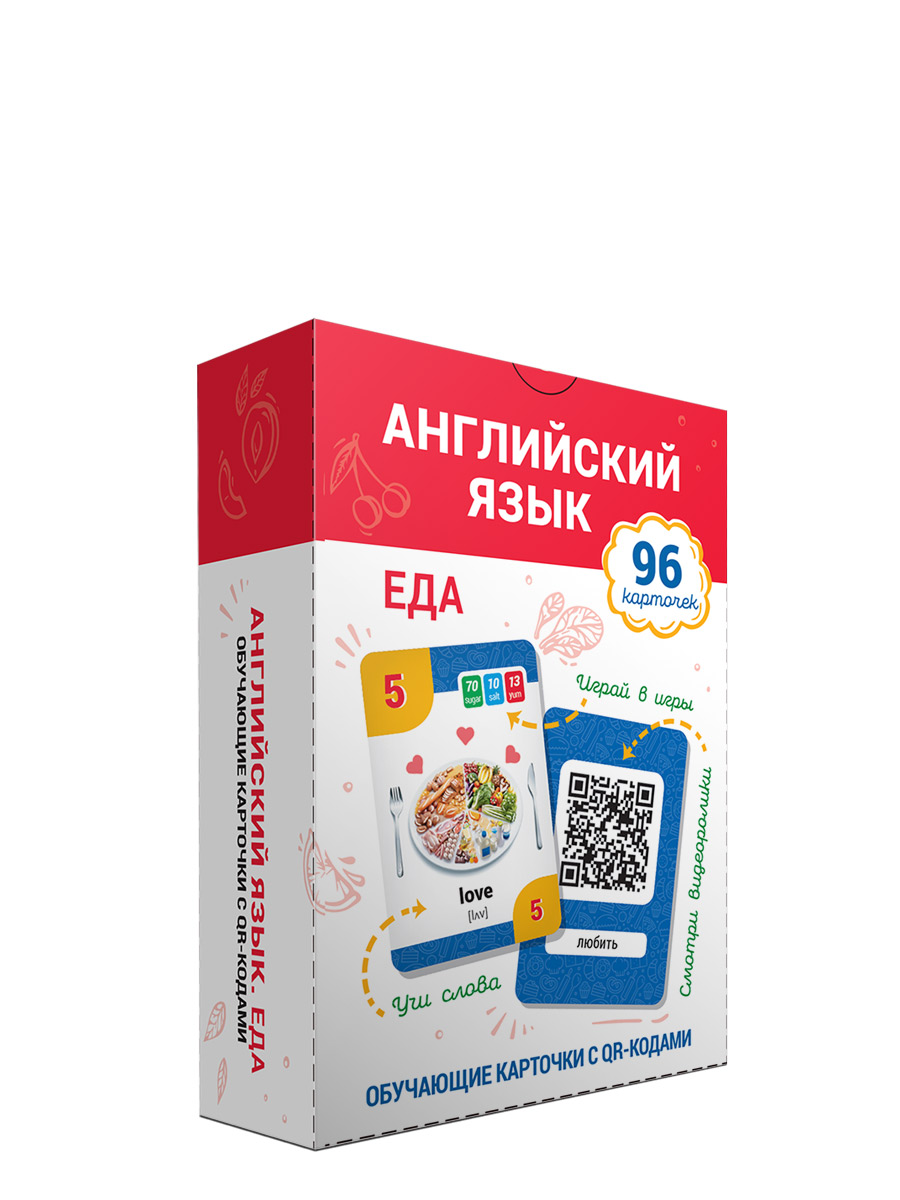 АНГЛИЙСКИЙ
ЯЗЫК
96
карточек
ЕДА
5
70
sugar
10
salt
13
yum
Играй в игры
love
[lʌv]
5
любить
Смотри видеоролики
Учи слова
ОБУЧАЮЩИЕ КАРТОЧКИ С QR-КОДАМИ
АНГЛИЙСКИЙ ЯЗЫК. ЕДА
ОБУЧАЮЩИЕ КАРТОЧКИ С QR-КОДАМИ